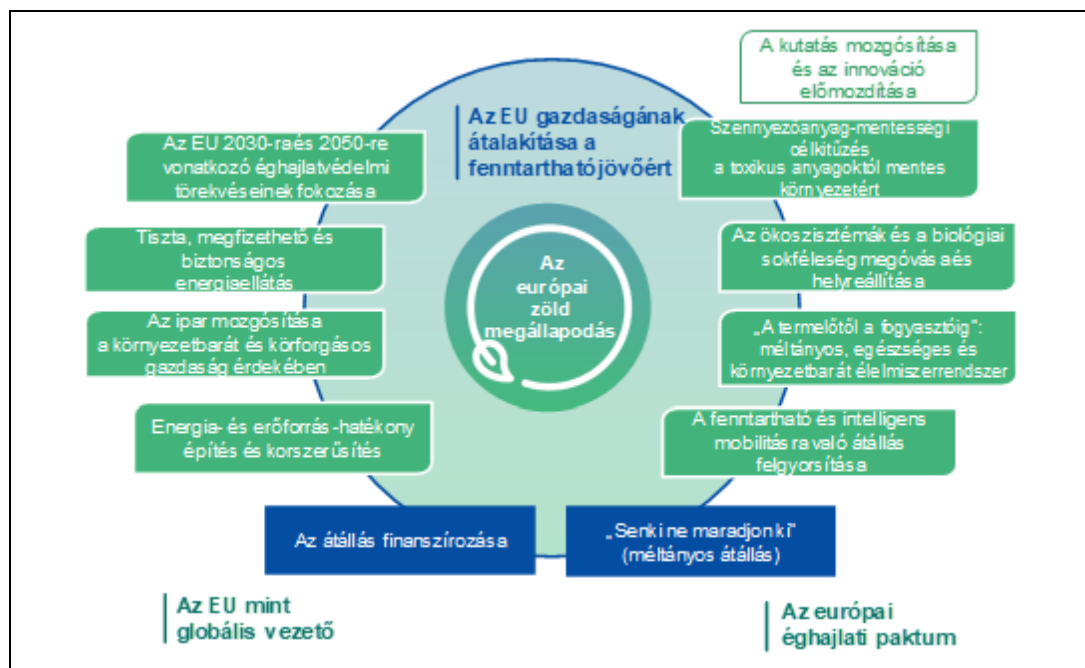 A kutatás mozgósítása
és az innováció
előmozdítása
Az EU gazdaságának
átalakítása a
fenntartható jövőért
Az EU 2030-ra és 2050-re
vonatkozó éghajlatvédelmi
törekvéseinek fokozása
Szennyezőanyag-mentességi
célkitűzés
a toxikus anyagoktól mentes
környezetért
Tiszta, megfizethető és
biztonságos
energiaellátás
Az ökoszisztémák és a biológiai
sokféleség megóvása és
helyreállítása
Az
európai
zöld
megállapodás
Az ipar mozgósítása
a környezetbarát és körforgásos
gazdaság érdekében
„A termelőtől a fogyasztóig”:
méltányos, egészséges és
környezetbarát élelmiszerrendszer
Energia- és erőforrás-hatékony
építés és korszerűsítés
A fenntartható és intelligens
mobilitásra való átállás
felgyorsítása
Az átállás finanszírozása
„Senki ne maradjon ki”
(méltányos átállás)
Az EU mint
globális vezető
Az európai
éghajlati paktum